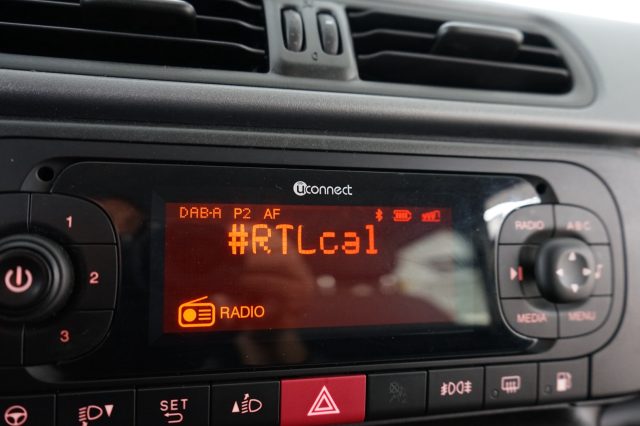 uconnect
DAB-A P2 AF
#RTLcal
RADIO
1
2
3
RADIO A.B.C.
MEDIA MENU
SET